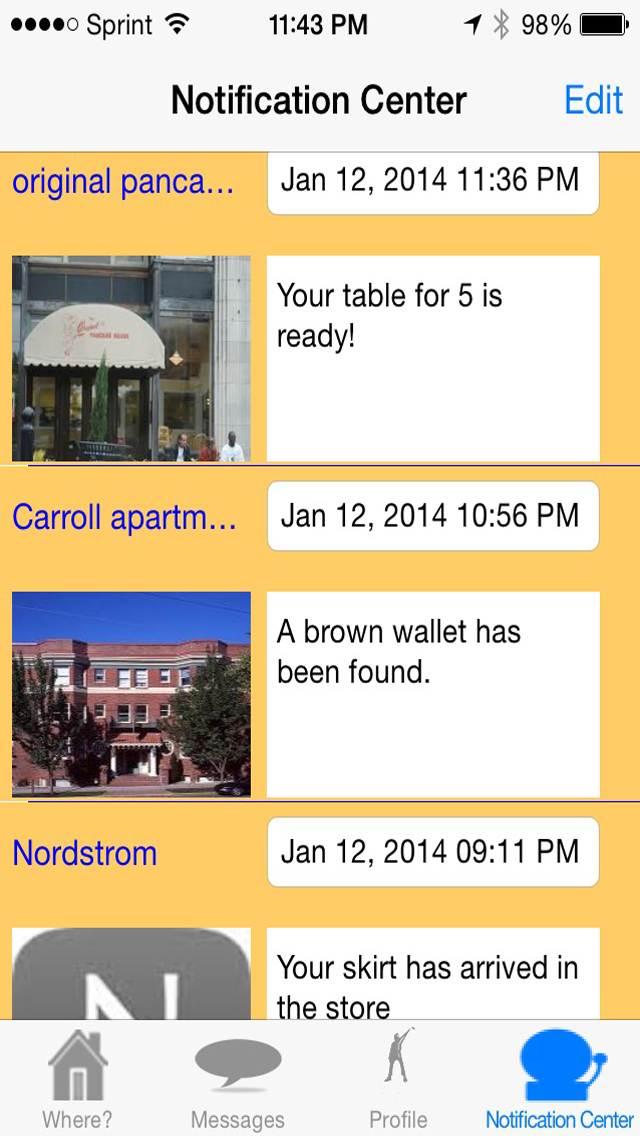 Sprint 11:43 PM 98%
Notification Center Edit
original panca... Jan 12, 2014 11:36 PM
PANCAKE HOUSE
Your table for 5 is
ready!
Carroll apartm... Jan 12, 2014 10:56 PM
A brown wallet has
been found.
Nordstrom Jan 12, 2014 09:11 PM
N
Your skirt has arrived in
the store
Where? Messages Profile Notification Center